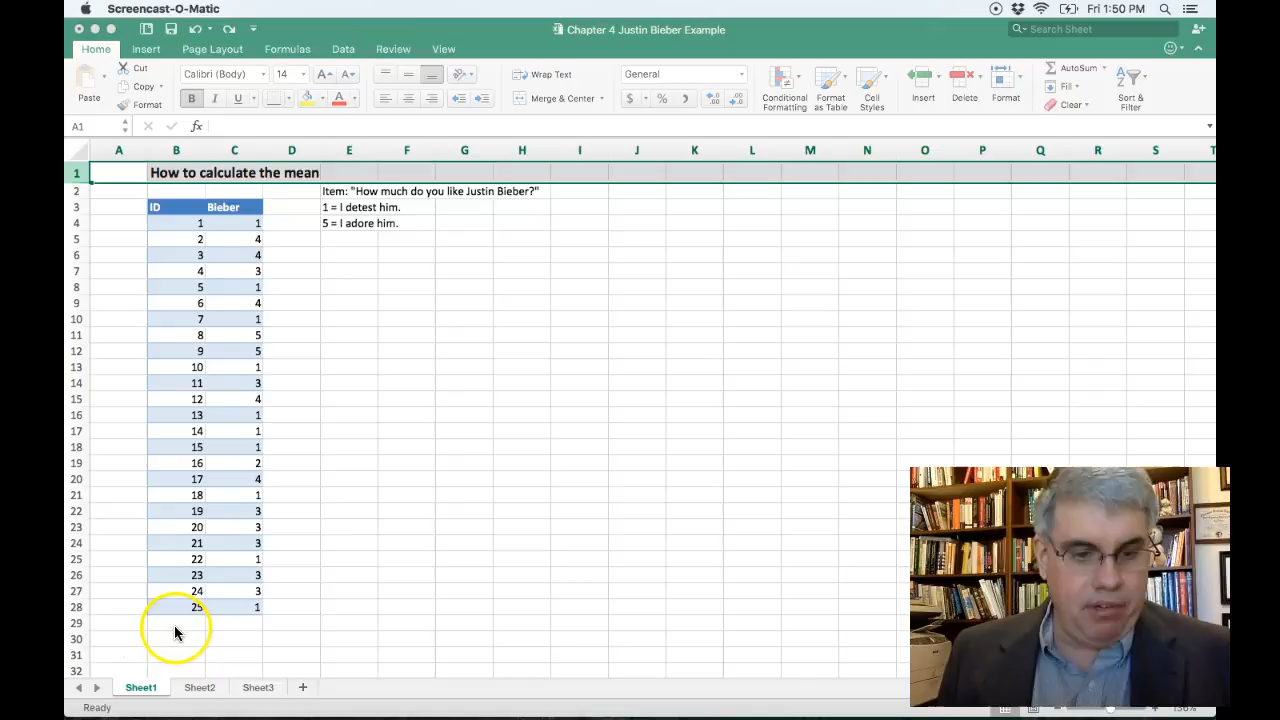 Screencast-O-Matic
Fri 1:50 PM
Chapter 4 Justin Bieber Example
Search Sheet
Home Insert Page Layout Formulas Data Review View
Paste
Cut
Copy
Format
Calibri (Body) 14
B I U
Wrap Text
Merge & Center
General
$ %
Conditional Formatting
Format as Table
Cell Styles
Insert
Delete
Format
AutoSum
Fill
Clear
Sort & Filter
A1 fx
A B C D E F G H I J K L M N O P Q R S T
1 How to calculate the mean
2 Item: "How much do you like Justin Bieber?"
3 ID Bieber 1 = I detest him.
4 1 1 5 = I adore him.
5 2 4
6 3 4
7 4 3
8 5 1
9 6 4
10 7 1
11 8 5
12 9 5
13 10 1
14 11 3
15 12 4
16 13 1
17 14 1
18 15 1
19 16 2
20 17 4
21 18 1
22 19 3
23 20 3
24 21 3
25 22 1
26 23 3
27 24 3
28 25 1
29
30
31
32
Sheet1 Sheet2 Sheet3 +
Ready
136%